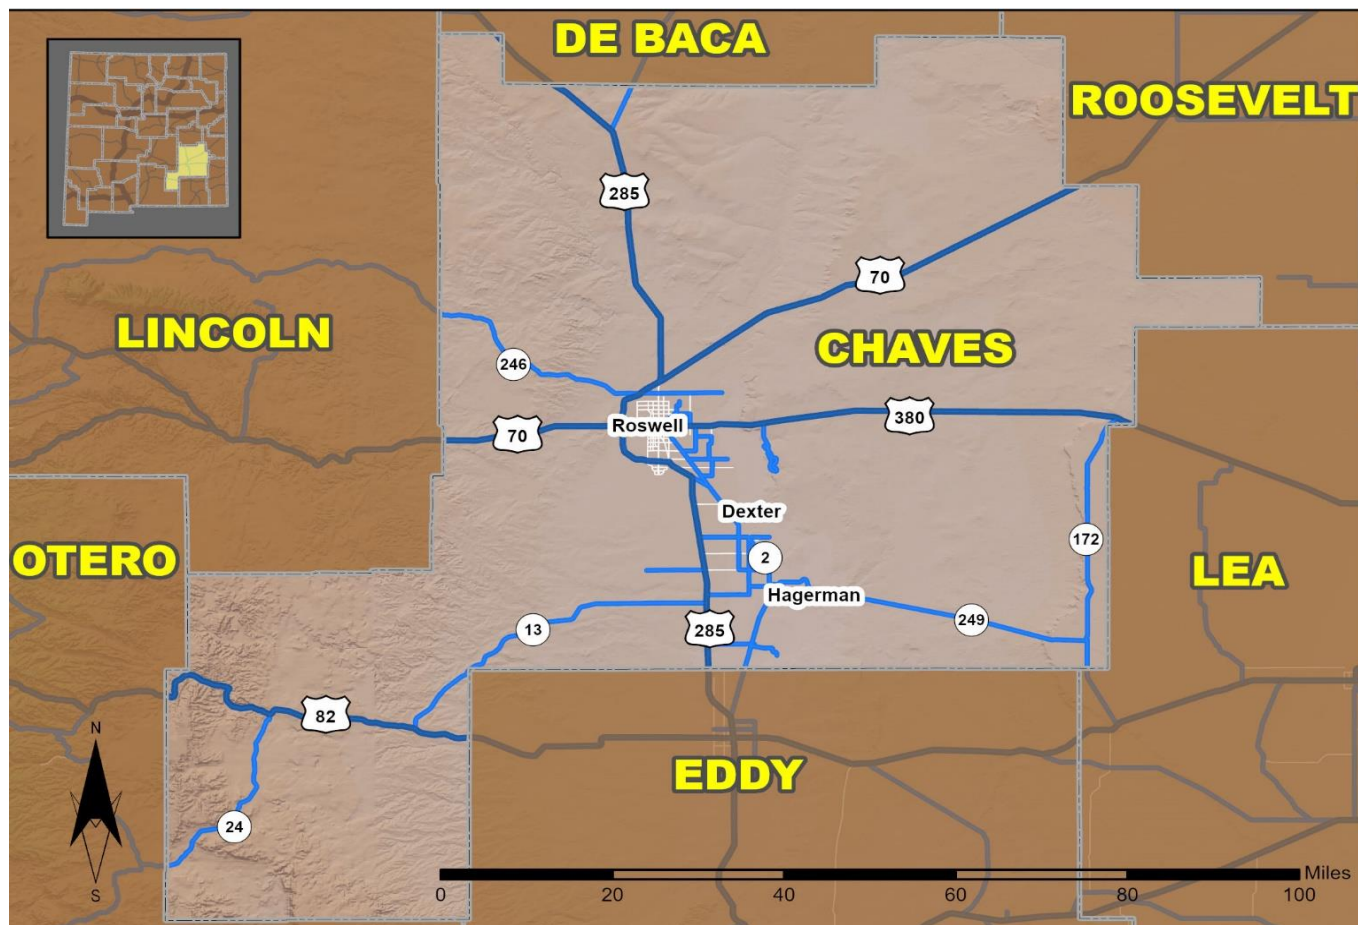 DE BACA
ROOSEVELT
285
70
LINCOLN
CHAVES
246
380
70
Roswell
Dexter
172
OTERO
2
LEA
Hagerman
13
285
249
82
N
EDDY
24
S
Miles
0 20 40 60 80 100